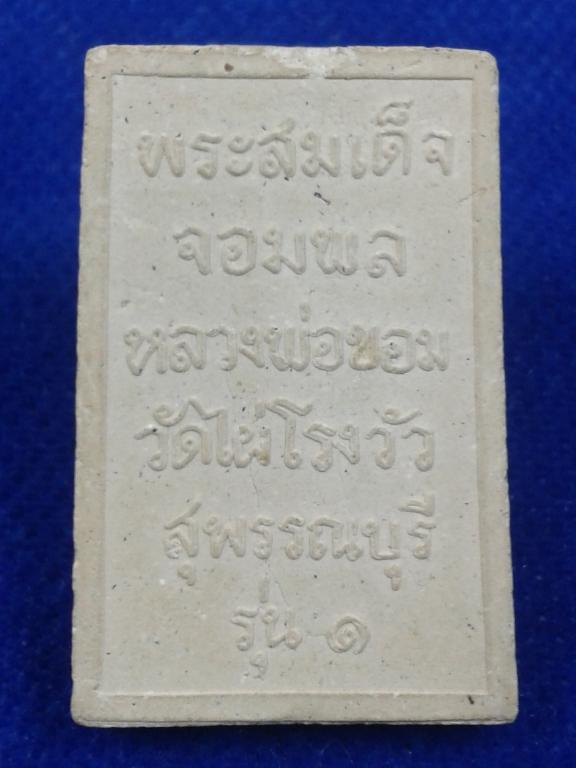 พระสมเด็จ
จอมพล
หลวงพ่อขอม
วัดไผ่โรงวัว
สุพรรณบุรี
รุ่น ๑